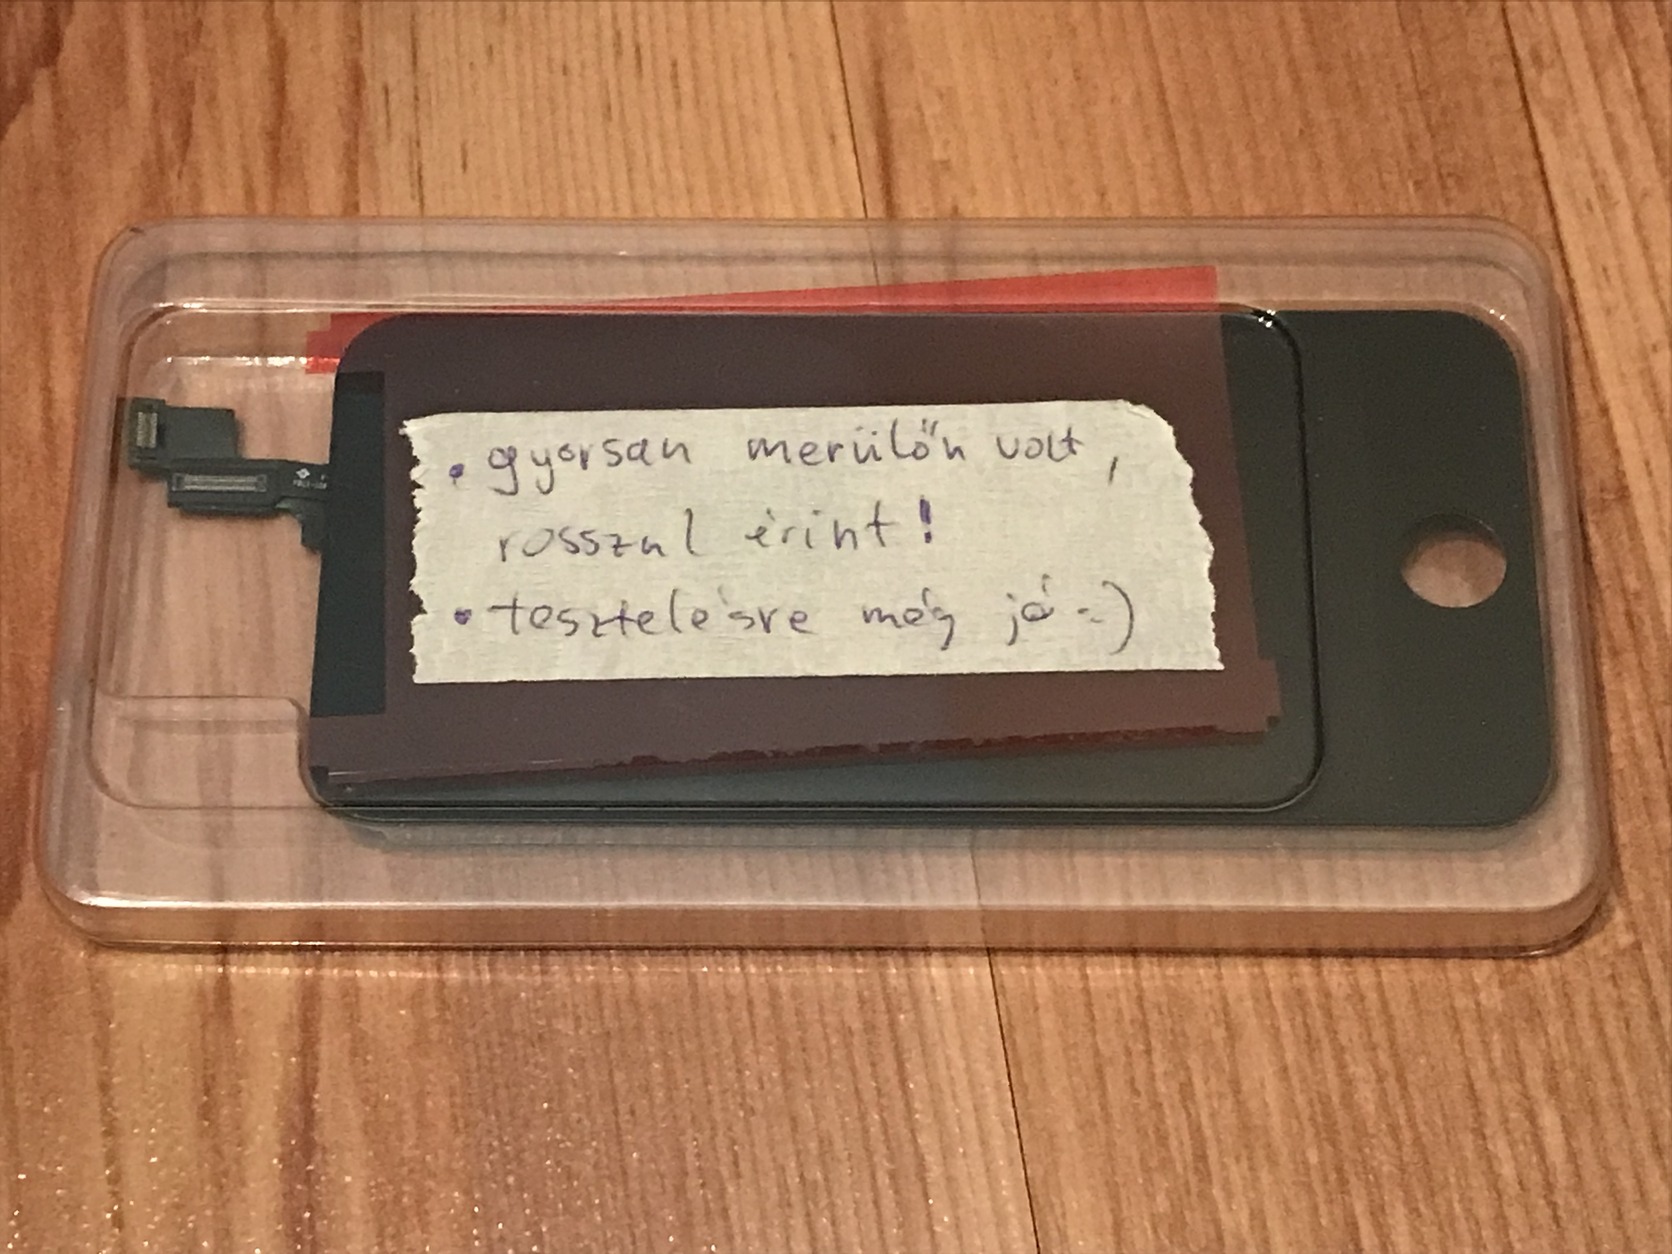 • gyorsan merülőn volt,
rosszul érint!
• tesztelésre még jó :)